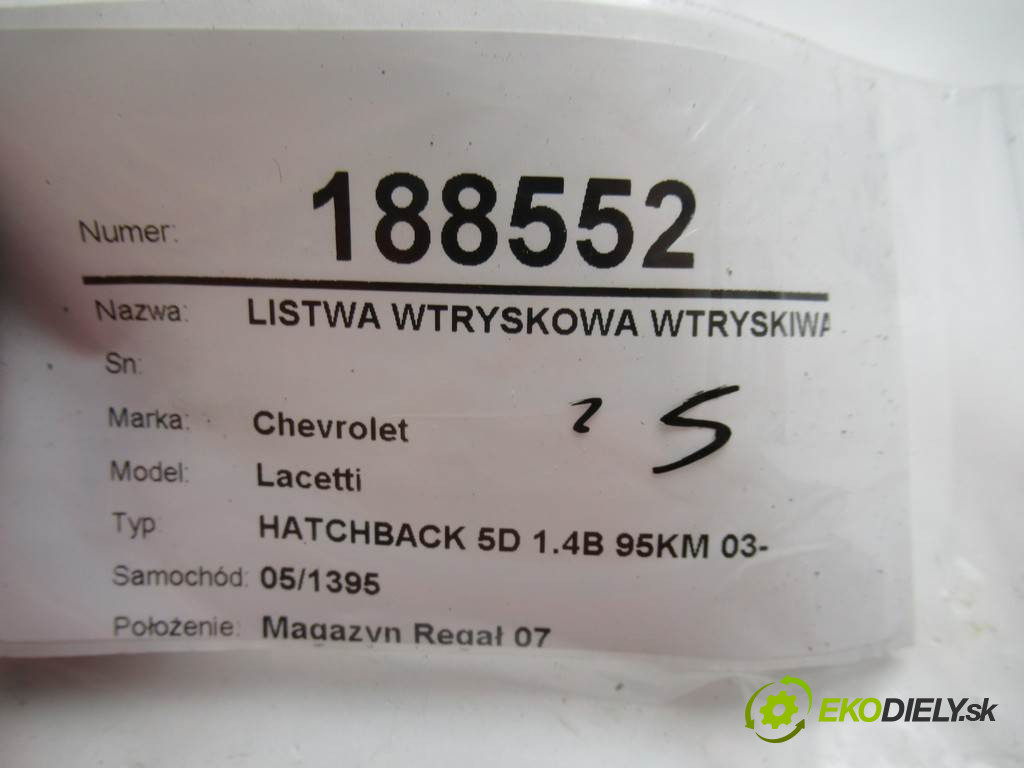 Numer: 188552
Nazwa: LISTWA WTRYSKOWA WTRYSKIWA
Sn:
Marka: Chevrolet
Model: Lacetti
Typ: HATCHBACK 5D 1.4B 95KM 03-
Samochód: 05/1395
Położenie: Magazyn Regał 07
EKODIELY.sk